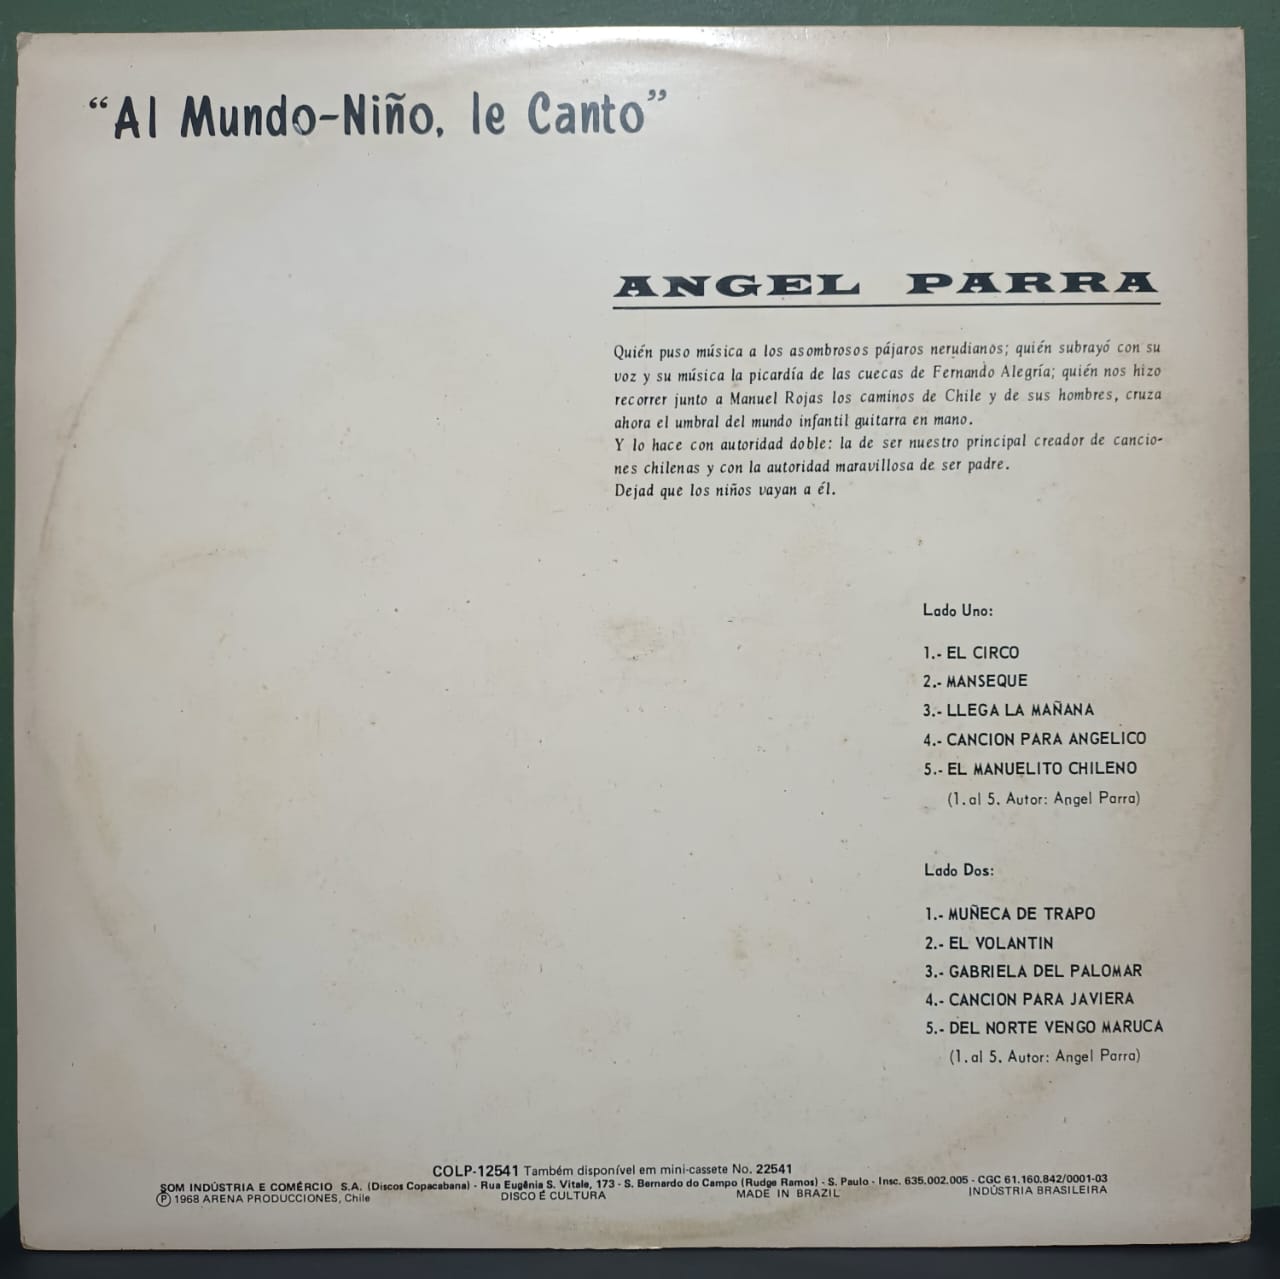 “Al Mundo-Niño, le Canto”
ANGEL PARRA
Quién puso música a los asombrosos pájaros nerudianos; quién subrayó con su
voz y su música la picardía de las cuecas de Fernando Alegría; quién nos hizo
recorrer junto a Manuel Rojas los caminos de Chile y de sus hombres, cruza
ahora el umbral del mundo infantil guitarra en mano.
Y lo hace con autoridad doble: la de ser nuestro principal creador de cancio-
nes chilenas y con la autoridad maravillosa de ser padre.
Dejad que los niños vayan a él.
Lado Uno:
1.- EL CIRCO
2.- MANSEQUE
3.- LLEGA LA MAÑANA
4.- CANCION PARA ANGELICO
5.- EL MANUELITO CHILENO
(1. al 5. Autor: Angel Parra)
Lado Dos:
1.- MUÑECA DE TRAPO
2.- EL VOLANTIN
3.- GABRIELA DEL PALOMAR
4.- CANCION PARA JAVIERA
5.- DEL NORTE VENGO MARUCA
(1. al 5. Autor: Angel Parra)
COLP-12541 Também disponível em mini-cassete No. 22541
SOM INDÚSTRIA E COMÉRCIO S.A. (Discos Copacabana) - Rua Eugênia S. Vitale, 173 - S. Bernardo do Campo (Rudge Ramos) - S. Paulo - Insc. 635.002.005 - CGC 61.160.842/0001-03
Ⓟ 1968 ARENA PRODUCCIONES, Chile DISCO É CULTURA MADE IN BRAZIL INDÚSTRIA BRASILEIRA